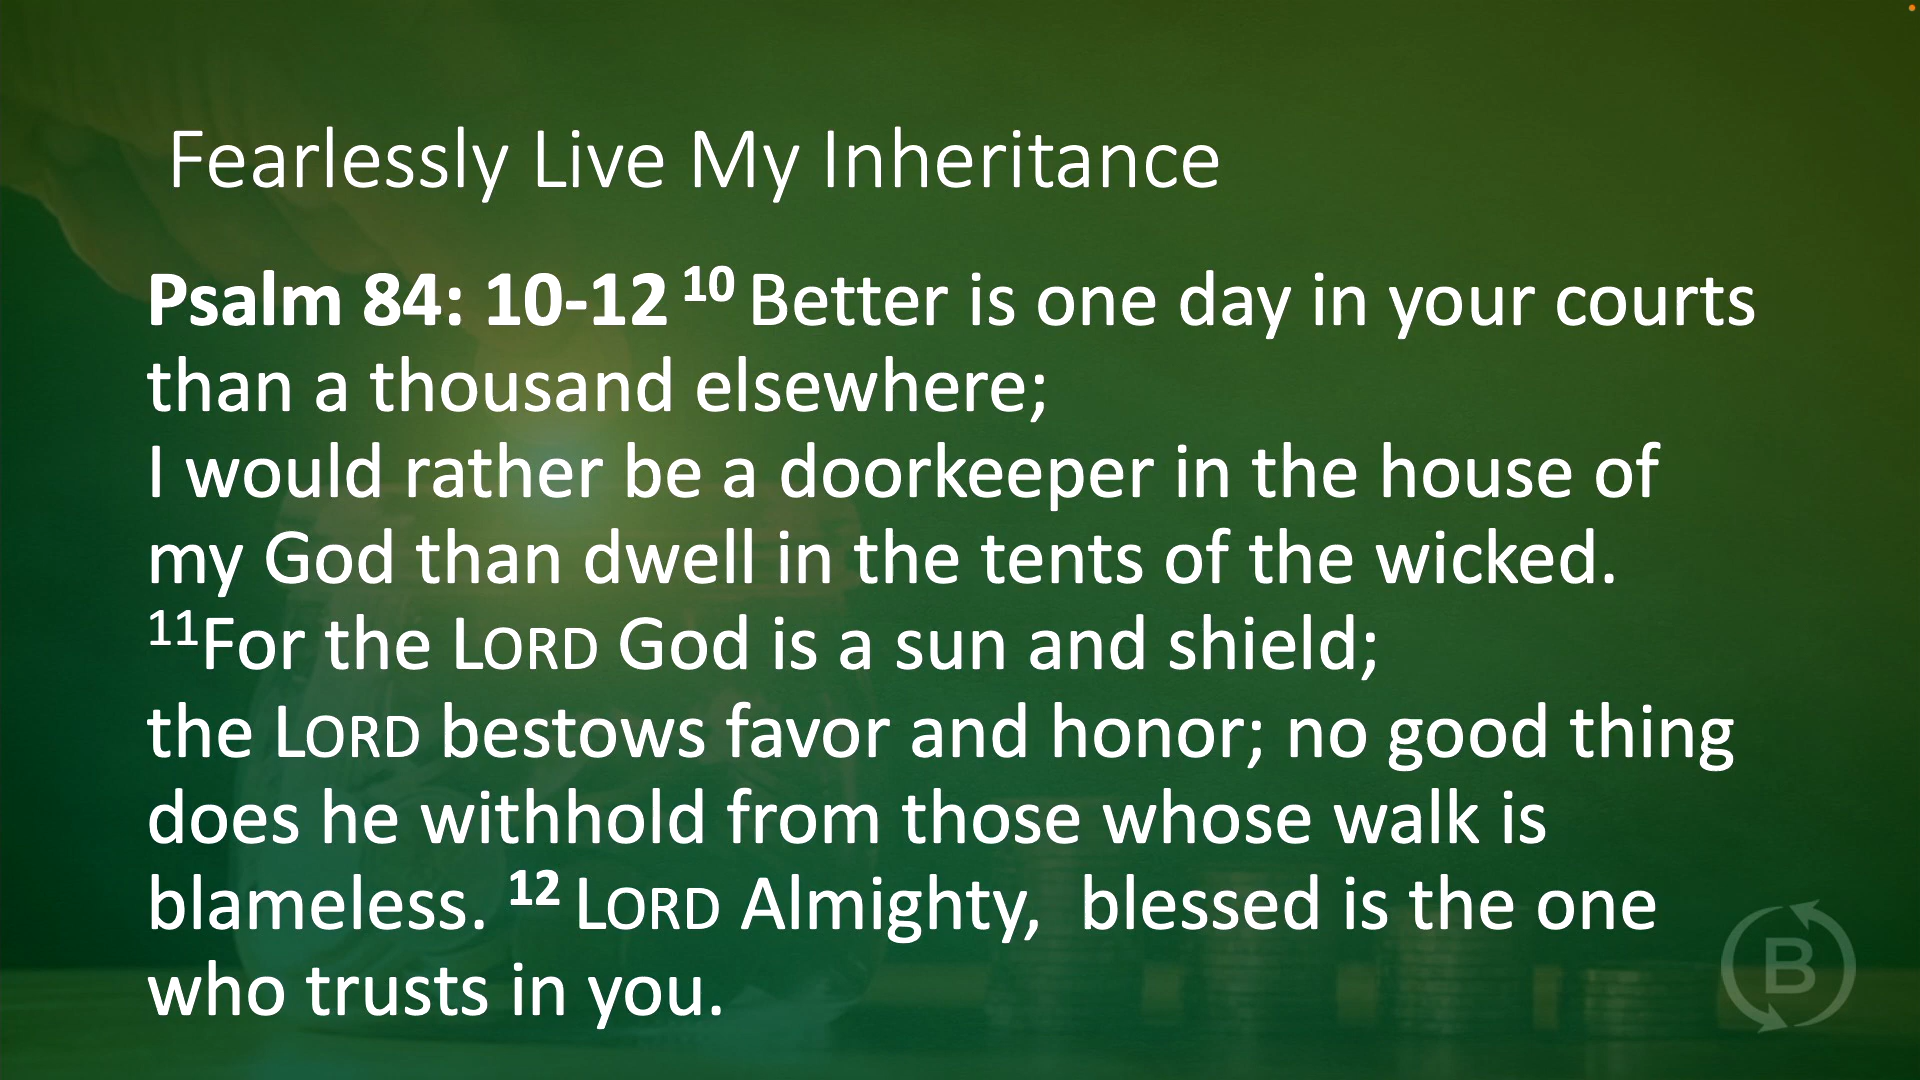 Fearlessly Live My Inheritance
Psalm 84: 10-12 10 Better is one day in your courts
than a thousand elsewhere;
I would rather be a doorkeeper in the house of
my God than dwell in the tents of the wicked.
11For the LORD God is a sun and shield;
the LORD bestows favor and honor; no good thing
does he withhold from those whose walk is
blameless. 12 LORD Almighty,  blessed is the one
who trusts in you.
B